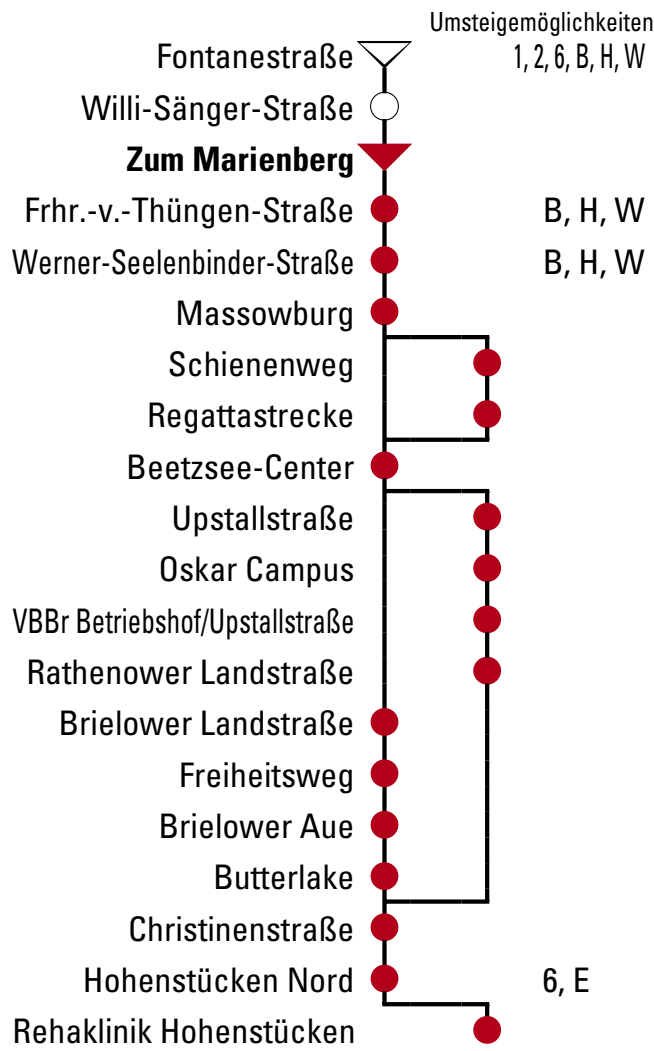 Umsteigemöglichkeiten
Fontanestraße 1, 2, 6, B, H, W
Willi-Sänger-Straße
Zum Marienberg
Frhr.-v.-Thüngen-Straße B, H, W
Werner-Seelenbinder-Straße B, H, W
Massowburg
Schienenweg
Regattastrecke
Beetzsee-Center
Upstallstraße
Oskar Campus
VBBr Betriebshof/Upstallstraße
Rathenower Landstraße
Brielower Landstraße
Freiheitsweg
Brielower Aue
Butterlake
Christinenstraße
Hohenstücken Nord 6, E
Rehaklinik Hohenstücken